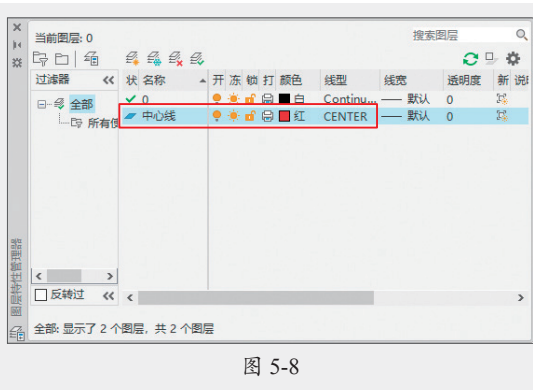 当前图层: 0
搜索图层
过滤器 << 状 名称 开 冻 锁 打 颜色 线型 线宽 透明度 新 说
全部
0 白 Continu... 默认 0
所有使
中心线 红 CENTER 默认 0
反转过 <<
图层特性管理器
全部: 显示了 2 个图层, 共 2 个图层
图 5-8